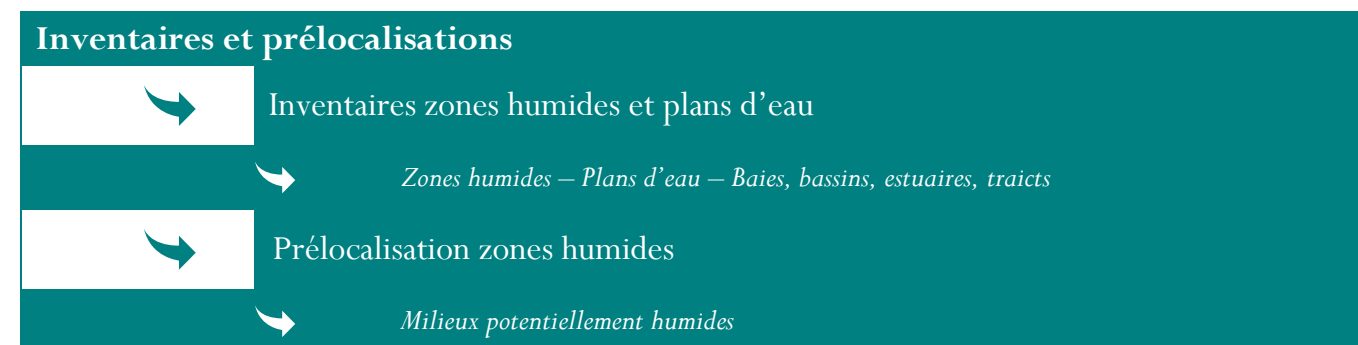 Inventaires et prélocalisations
Inventaires zones humides et plans d’eau
Zones humides – Plans d’eau – Baies, bassins, estuaires, traicts
Prélocalisation zones humides
Milieux potentiellement humides